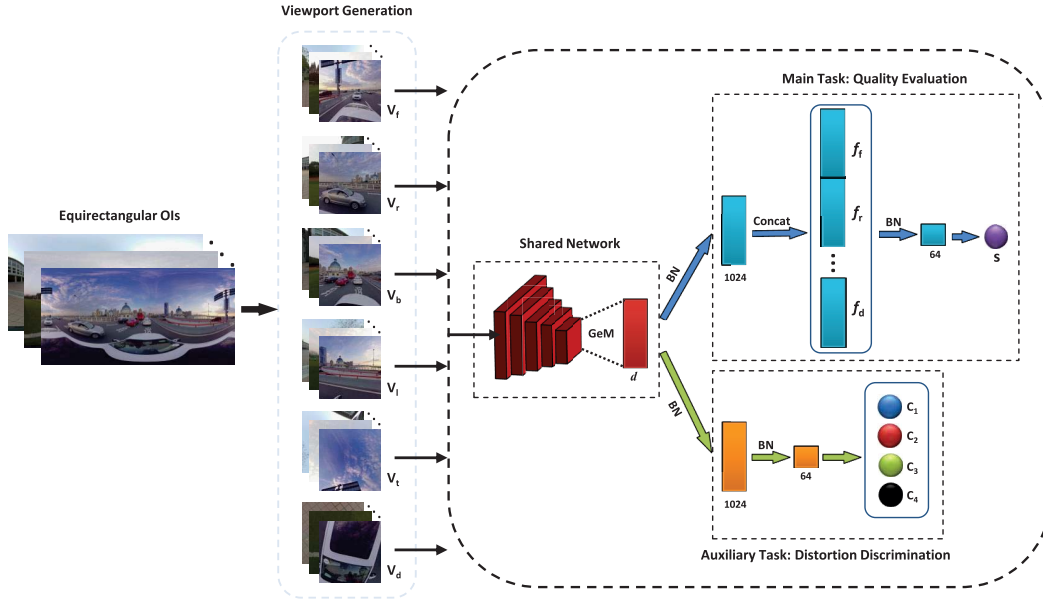 Viewport Generation
Equirectangular OIs
V_f
V_r
V_b
V_l
V_t
V_d
Shared Network
GeM
d
BN
BN
Main Task: Quality Evaluation
1024
Concat
f_f
f_r
f_d
BN
64
S
1024
BN
64
C_1
C_2
C_3
C_4
Auxiliary Task: Distortion Discrimination